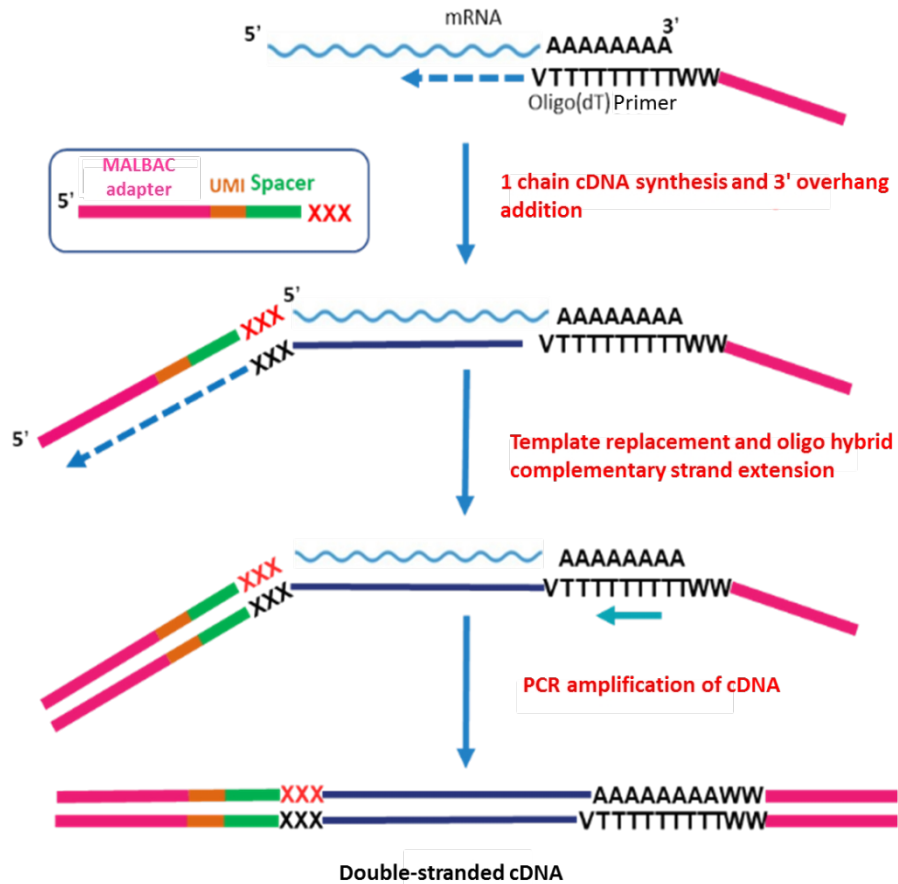 mRNA
5’
3’
AAAAAAAA
VTTTTTTTTTWW
Oligo(dT) Primer
MALBAC
adapter
UMI Spacer
5’
XXX
1 chain cDNA synthesis and 3' overhang
addition
5’
XXX
AAAAAAAA
XXX
VTTTTTTTTTWW
5’
Template replacement and oligo hybrid
complementary strand extension
XXX
AAAAAAAA
XXX
VTTTTTTTTTWW
PCR amplification of cDNA
XXX
AAAAAAAAWW
XXX
VTTTTTTTTTWW
Double-stranded cDNA